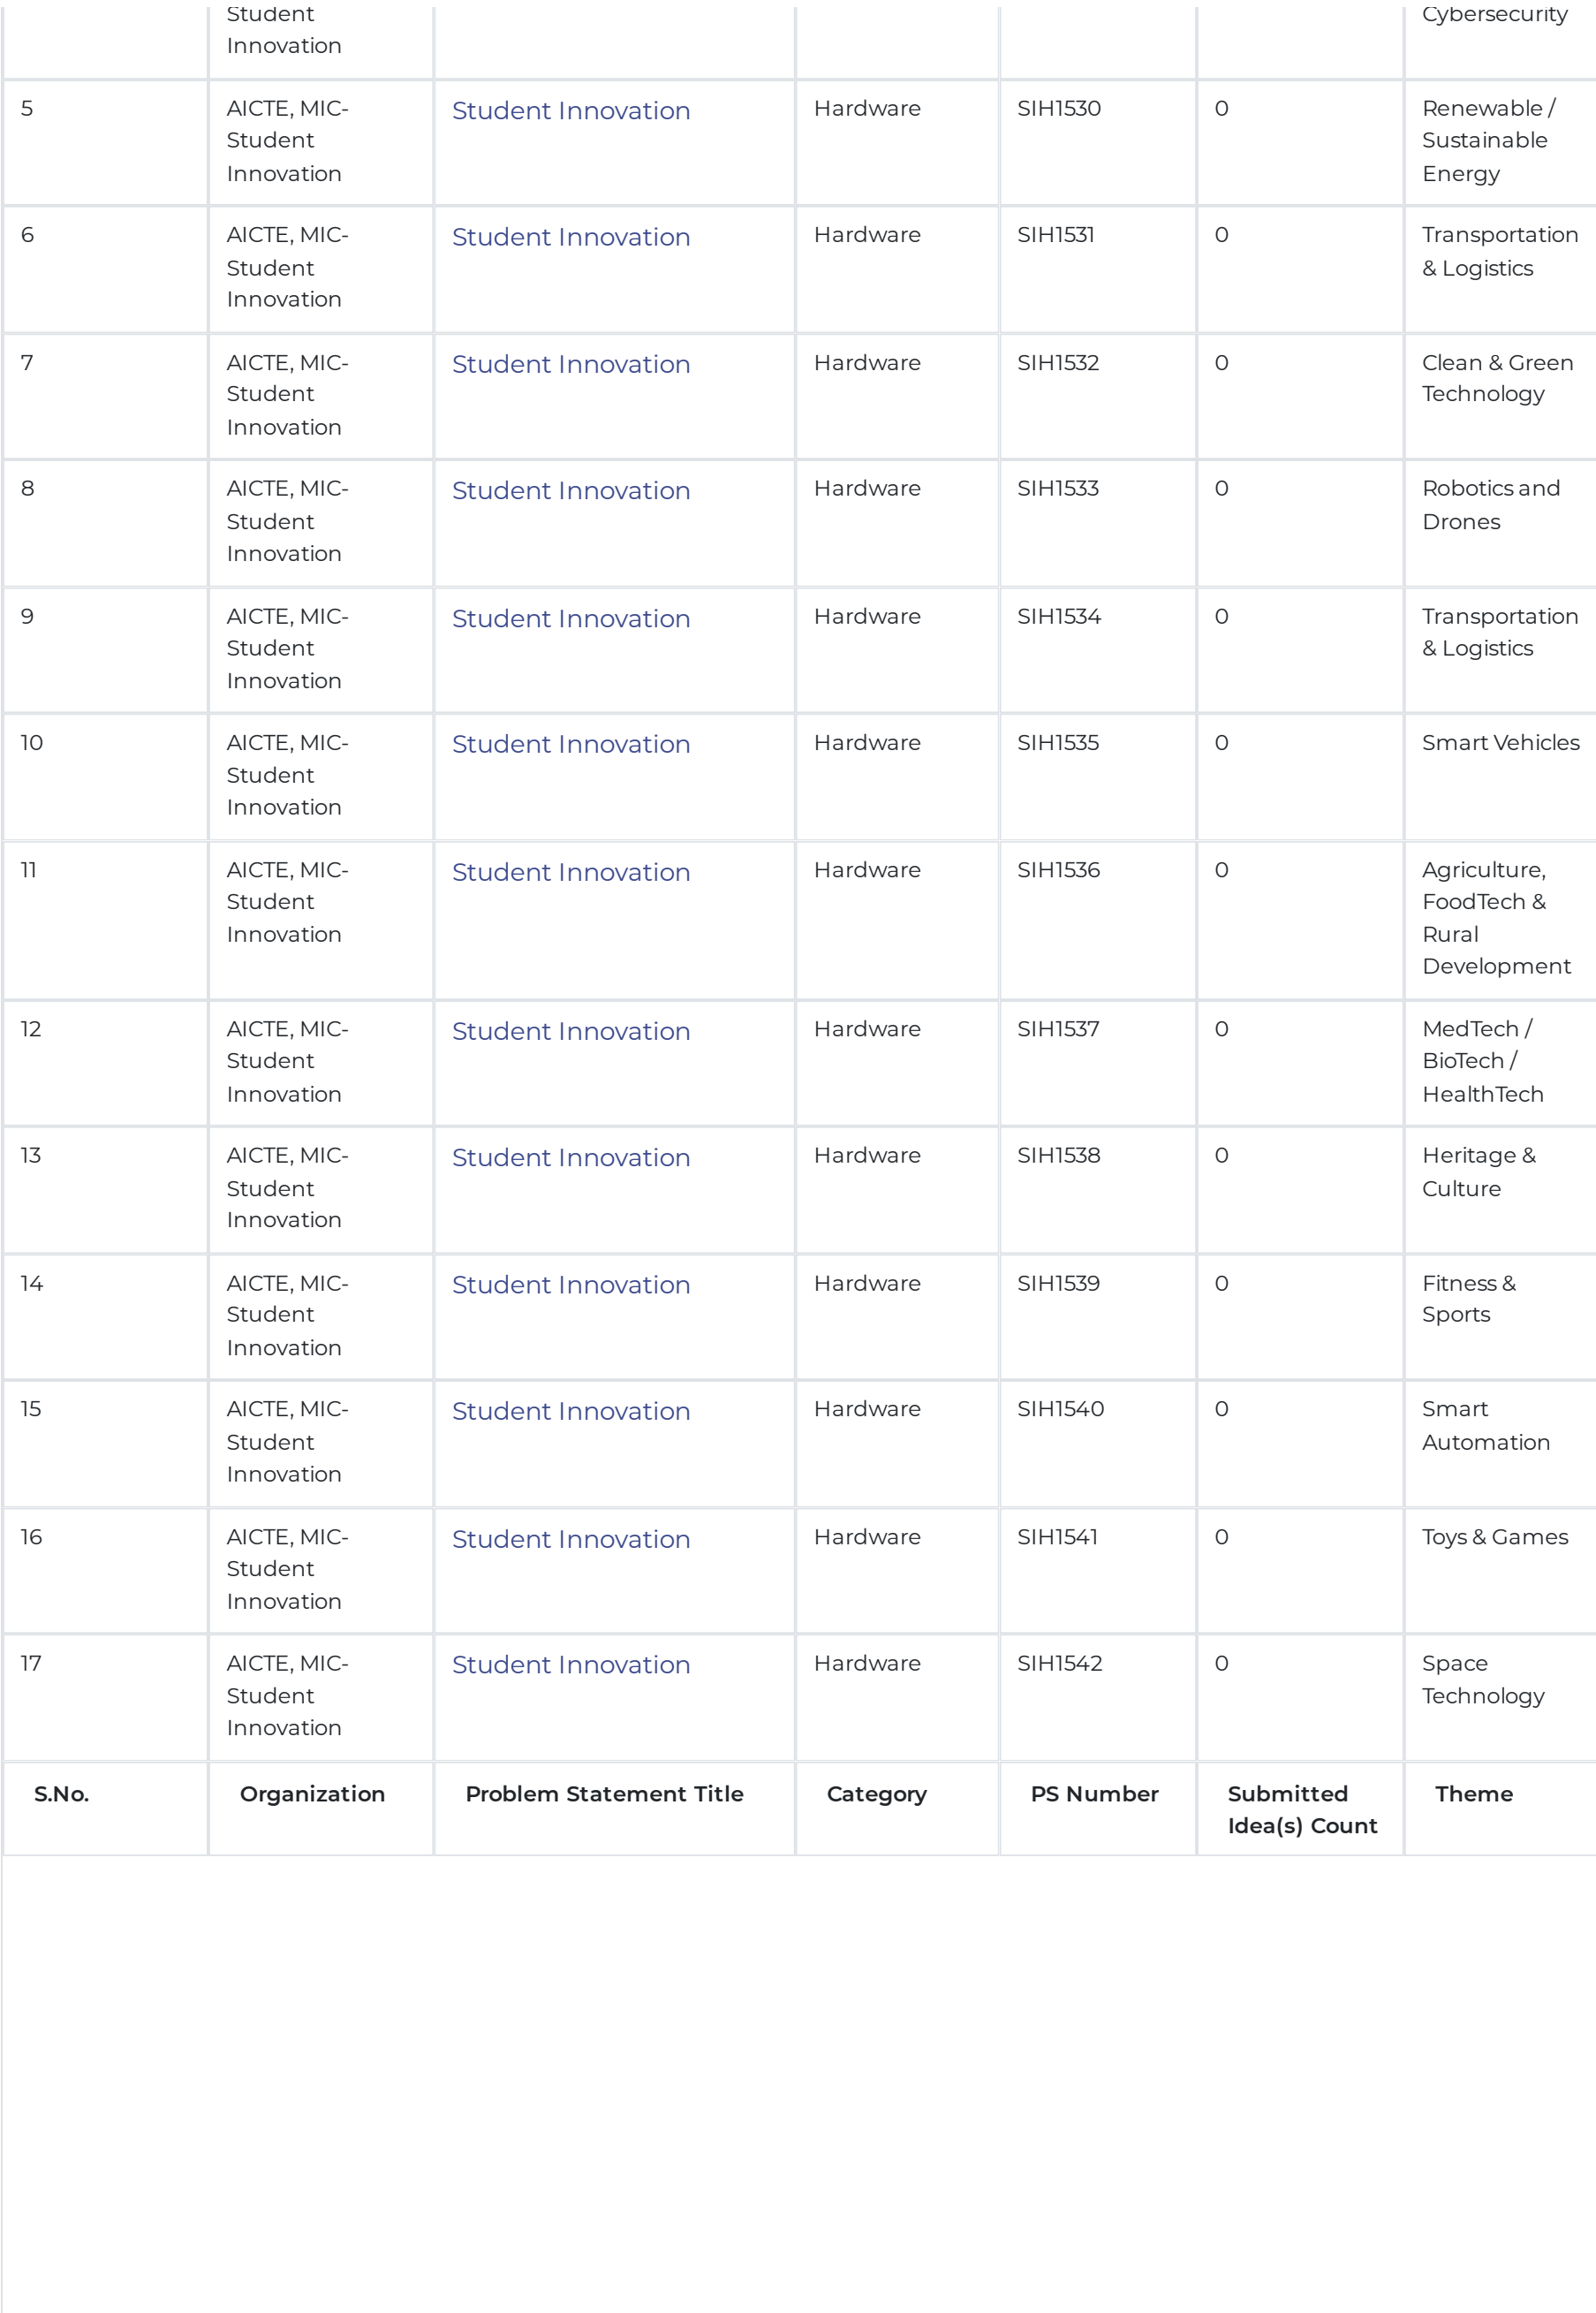 Student
Cybersecurity
Innovation
5
AICTE, MIC-
Student
Innovation
Student Innovation
Hardware
SIH1530
0
Renewable /
Sustainable
Energy
6
AICTE, MIC-
Student
Innovation
Student Innovation
Hardware
SIH1531
0
Transportation
& Logistics
7
AICTE, MIC-
Student
Innovation
Student Innovation
Hardware
SIH1532
0
Clean & Green
Technology
8
AICTE, MIC-
Student
Innovation
Student Innovation
Hardware
SIH1533
0
Robotics and
Drones
9
AICTE, MIC-
Student
Innovation
Student Innovation
Hardware
SIH1534
0
Transportation
& Logistics
10
AICTE, MIC-
Student
Innovation
Student Innovation
Hardware
SIH1535
0
Smart Vehicles
11
AICTE, MIC-
Student
Innovation
Student Innovation
Hardware
SIH1536
0
Agriculture,
FoodTech &
Rural
Development
12
AICTE, MIC-
Student
Innovation
Student Innovation
Hardware
SIH1537
0
MedTech /
BioTech /
HealthTech
13
AICTE, MIC-
Student
Innovation
Student Innovation
Hardware
SIH1538
0
Heritage &
Culture
14
AICTE, MIC-
Student
Innovation
Student Innovation
Hardware
SIH1539
0
Fitness &
Sports
15
AICTE, MIC-
Student
Innovation
Student Innovation
Hardware
SIH1540
0
Smart
Automation
16
AICTE, MIC-
Student
Innovation
Student Innovation
Hardware
SIH1541
0
Toys & Games
17
AICTE, MIC-
Student
Innovation
Student Innovation
Hardware
SIH1542
0
Space
Technology
S.No.
Organization
Problem Statement Title
Category
PS Number
Submitted
Idea(s) Count
Theme